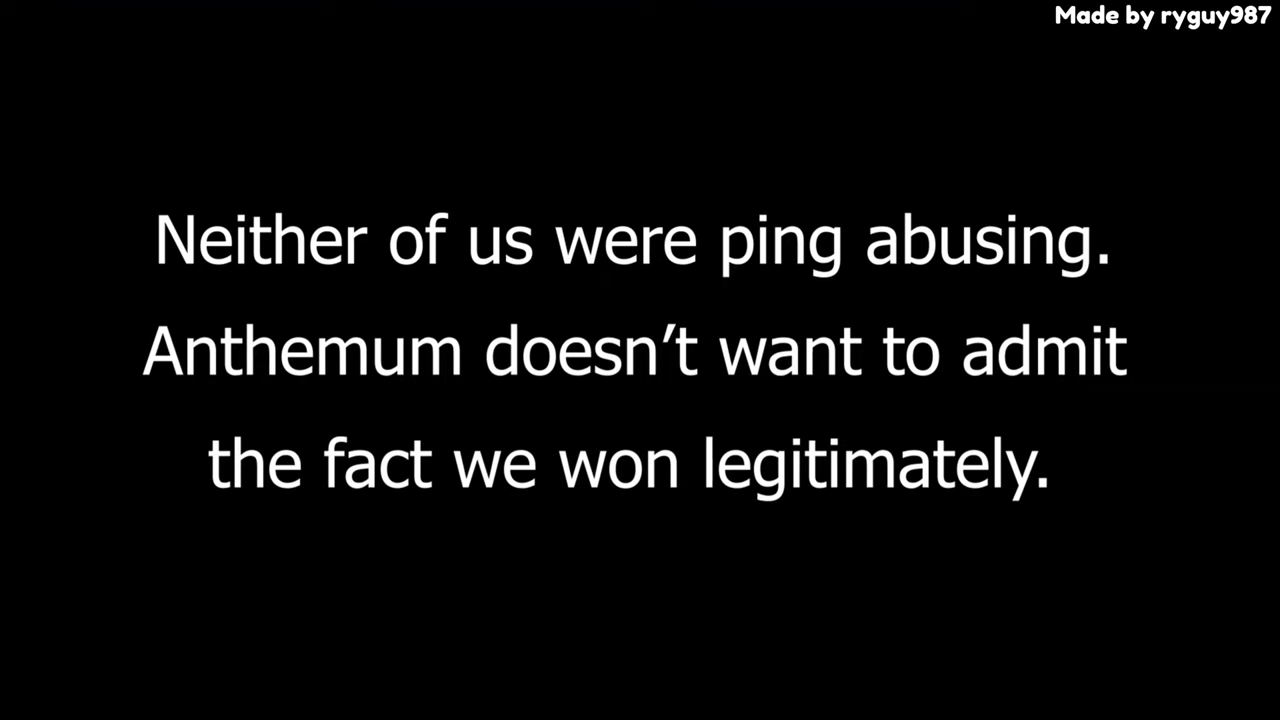 Made by ryguy987
Neither of us were ping abusing.
Anthemum doesn’t want to admit
the fact we won legitimately.